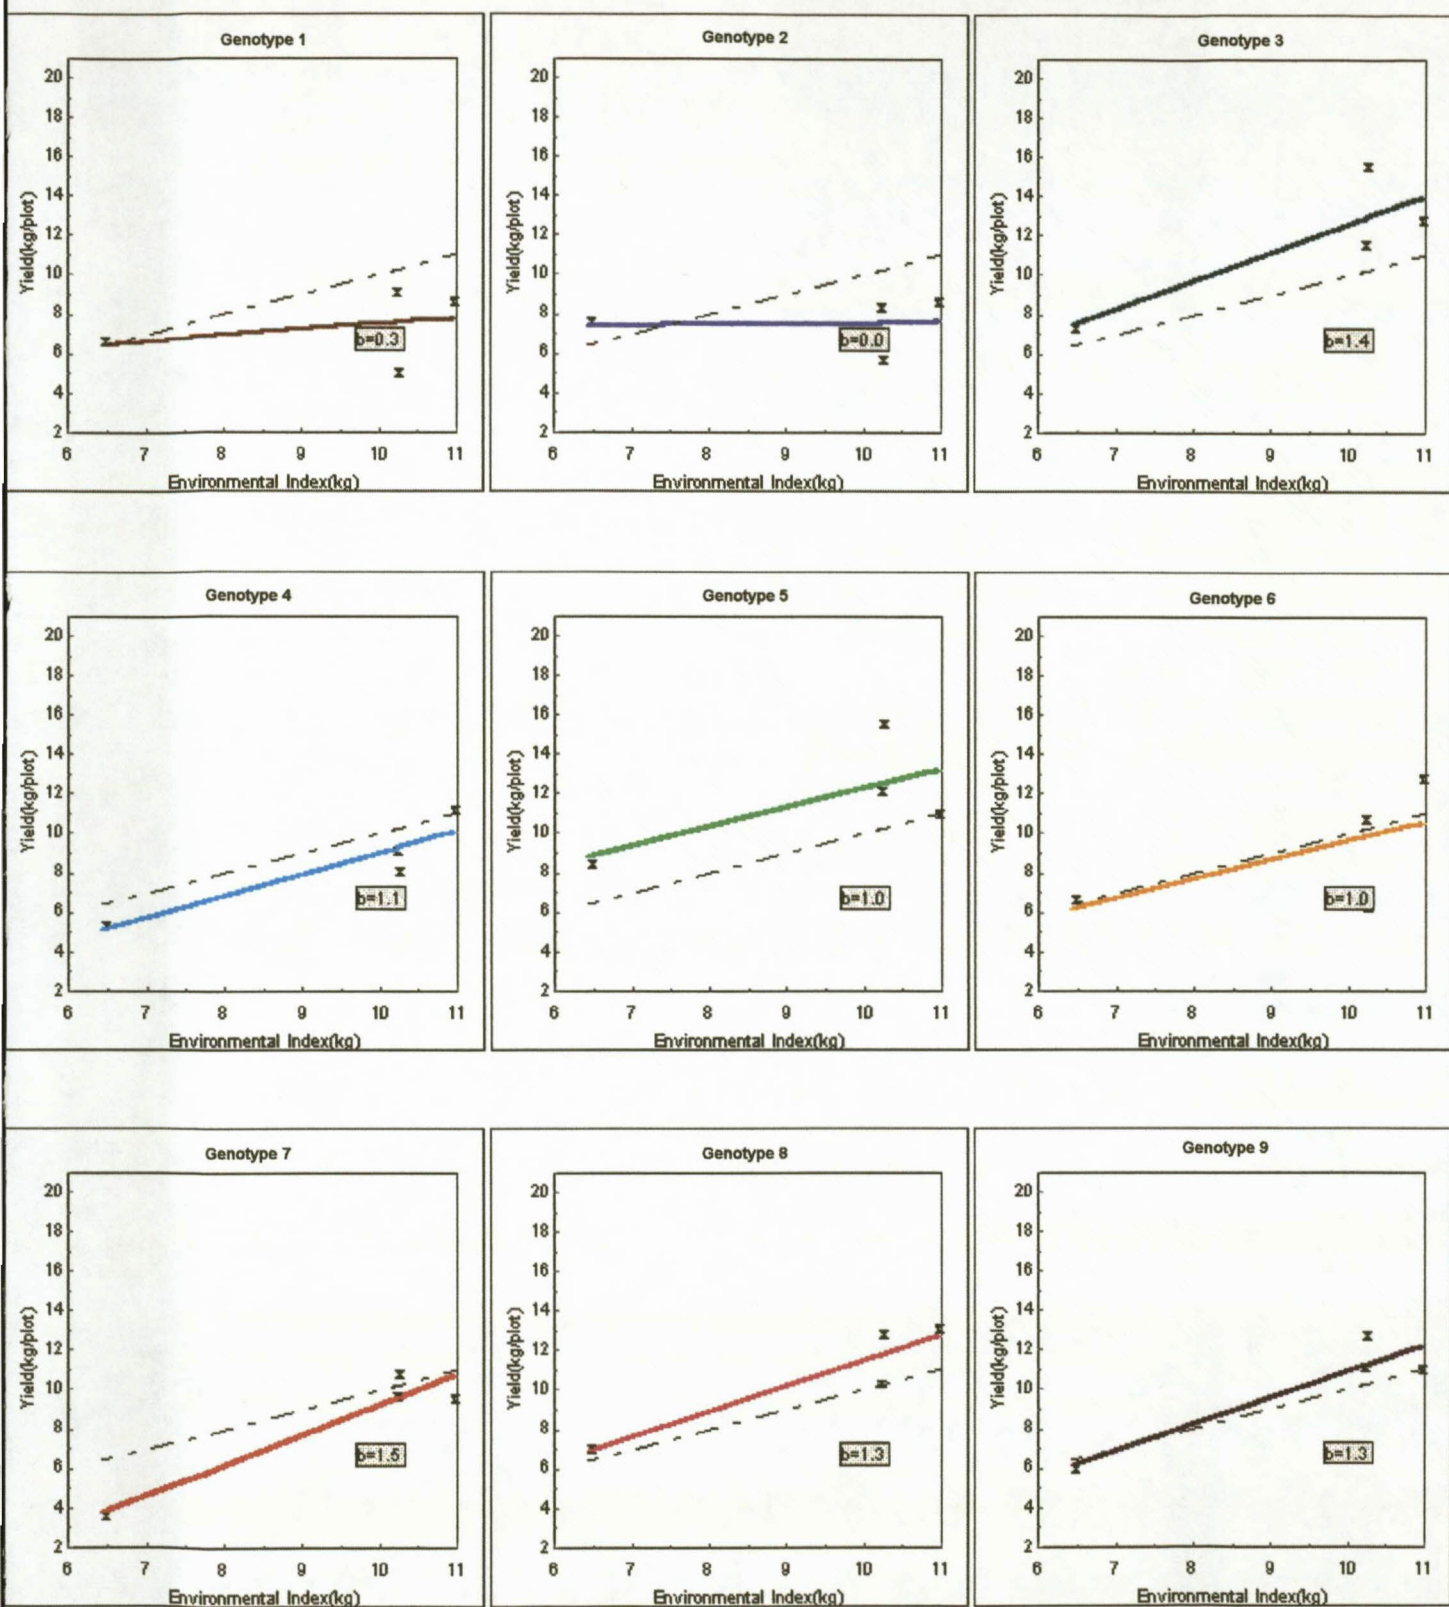 Genotype 1
Yield(kg/plot)
20
18
16
14
12
10
8
6
4
2
b=0.3
6 7 8 9 10 11
Environmental Index(kg)
Genotype 2
Yield(kg/plot)
20
18
16
14
12
10
8
6
4
2
b=0.0
6 7 8 9 10 11
Environmental Index(kg)
Genotype 3
Yield(kg/plot)
20
18
16
14
12
10
8
6
4
2
b=1.4
6 7 8 9 10 11
Environmental Index(kg)
Genotype 4
Yield(kg/plot)
20
18
16
14
12
10
8
6
4
2
b=1.1
6 7 8 9 10 11
Environmental Index(kg)
Genotype 5
Yield(kg/plot)
20
18
16
14
12
10
8
6
4
2
b=1.0
6 7 8 9 10 11
Environmental Index(kg)
Genotype 6
Yield(kg/plot)
20
18
16
14
12
10
8
6
4
2
b=1.0
6 7 8 9 10 11
Environmental Index(kg)
Genotype 7
Yield(kg/plot)
20
18
16
14
12
10
8
6
4
2
b=1.5
6 7 8 9 10 11
Environmental Index(kg)
Genotype 8
Yield(kg/plot)
20
18
16
14
12
10
8
6
4
2
b=1.3
6 7 8 9 10 11
Environmental Index(kg)
Genotype 9
Yield(kg/plot)
20
18
16
14
12
10
8
6
4
2
b=1.3
6 7 8 9 10 11
Environmental Index(kg)